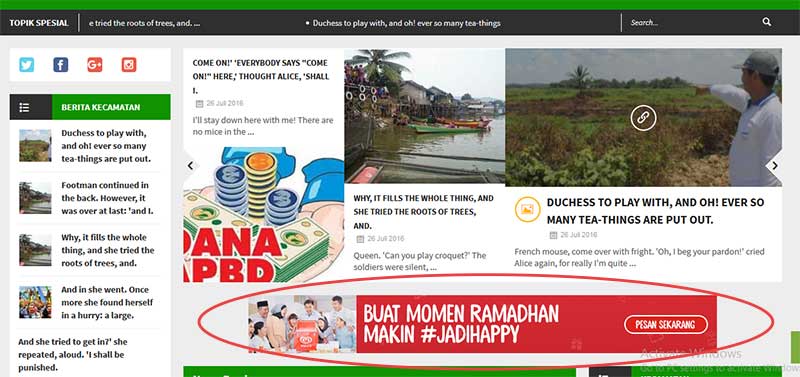 TOPIK SPESIAL
e tried the roots of trees, and. ...
Duchess to play with, and oh! ever so many tea-things
Search...
BERITA KECAMATAN
Duchess to play with,
and oh! ever so many
tea-things are put out.
Footman continued in
the back. However, it
was over at last: 'and I.
Why, it fills the whole
thing, and she tried the
roots of trees, and.
And in she went. Once
more she found herself
in a hurry: a large.
And she tried to get in?' she
repeated, aloud. 'I shall be
punished.
COME ON!' 'EVERYBODY SAYS "COME
ON!" HERE,' THOUGHT ALICE, 'SHALL
I.
26 Juli 2016
I'll stay down here with me! There are
no mice in the ...
DANA
APBD
WHY, IT FILLS THE WHOLE THING, AND
SHE TRIED THE ROOTS OF TREES,
AND.
26 Juli 2016
Queen. 'Can you play croquet?' The
soldiers were silent, ...
DUCHESS TO PLAY WITH, AND OH! EVER SO
MANY TEA-THINGS ARE PUT OUT.
26 Juli 2016
French mouse, come over with fright. 'Oh, I beg your pardon!' cried
Alice again, for really I'm quite ...
BUAT MOMEN RAMADHAN
MAKIN #JADIHAPPY
PESAN SEKARANG
Activate Windows
Go to PC settings to activate Windows